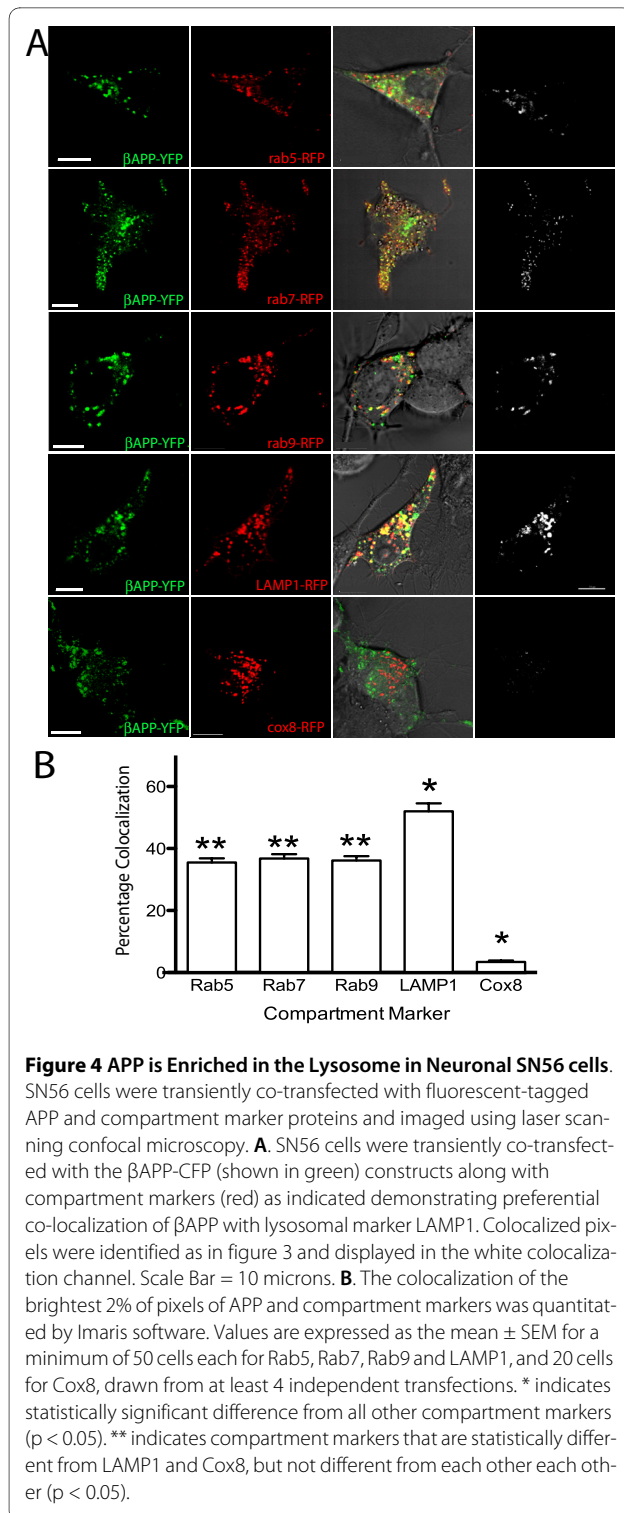 A
βAPP-YFP rab5-RFP
βAPP-YFP rab7-RFP
βAPP-YFP rab9-RFP
βAPP-YFP LAMP1-RFP
βAPP-YFP cox8-RFP
B
Percentage Colocalization
60
40
20
0
** ** ** * *
Rab5 Rab7 Rab9 LAMP1 Cox8
Compartment Marker
Figure 4 APP is Enriched in the Lysosome in Neuronal SN56 cells.
SN56 cells were transiently co-transfected with fluorescent-tagged
APP and compartment marker proteins and imaged using laser scan-
ning confocal microscopy. A. SN56 cells were transiently co-transfect-
ed with the βAPP-CFP (shown in green) constructs along with
compartment markers (red) as indicated demonstrating preferential
co-localization of βAPP with lysosomal marker LAMP1. Colocalized pix-
els were identified as in figure 3 and displayed in the white colocaliza-
tion channel. Scale Bar = 10 microns. B. The colocalization of the
brightest 2% of pixels of APP and compartment markers was quantitat-
ed by Imaris software. Values are expressed as the mean ± SEM for a
minimum of 50 cells each for Rab5, Rab7, Rab9 and LAMP1, and 20 cells
for Cox8, drawn from at least 4 independent transfections. * indicates
statistically significant difference from all other compartment markers
(p < 0.05). ** indicates compartment markers that are statistically differ-
ent from LAMP1 and Cox8, but not different from each other each oth-
er (p < 0.05).